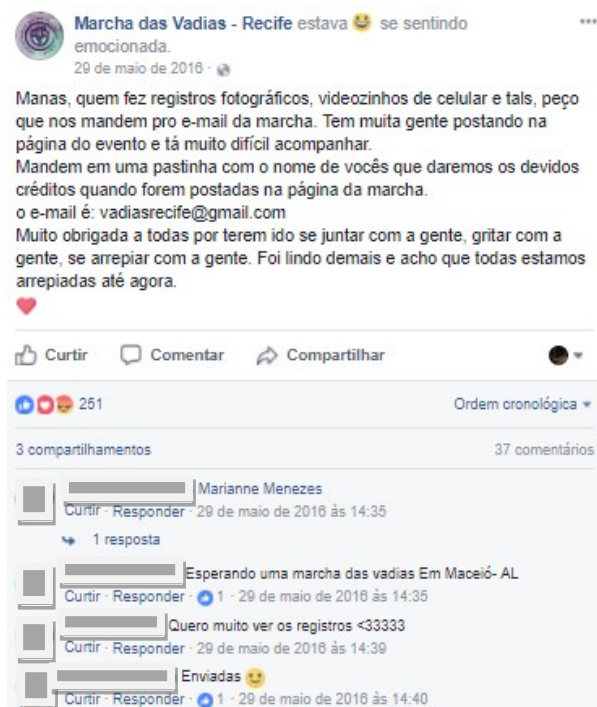 Marcha das Vadias - Recife estava 😃 se sentindo
emocionada.
29 de maio de 2016 ·
Manas, quem fez registros fotográficos, videozinhos de celular e tals, peço
que nos mandem pro e-mail da marcha. Tem muita gente postando na
página do evento e tá muito difícil acompanhar.
Mandem em uma pastinha com o nome de vocês que daremos os devidos
créditos quando forem postadas na página da marcha.
o e-mail é: vadiasrecife@gmail.com
Muito obrigada a todas por terem ido se juntar com a gente, gritar com a
gente, se arrepiar com a gente. Foi lindo demais e acho que todas estamos
arrepiadas até agora.
❤
Curtir Comentar Compartilhar
251 Ordem cronológica
3 compartilhamentos 37 comentários
Marianne Menezes
Curtir · Responder · 29 de maio de 2016 às 14:35
1 resposta
Esperando uma marcha das vadias Em Maceió- AL
Curtir · Responder · 1 · 29 de maio de 2016 às 14:35
Quero muito ver os registros <33333
Curtir · Responder · 29 de maio de 2016 às 14:39
Enviadas 😉
Curtir · Responder · 1 · 29 de maio de 2016 às 14:40